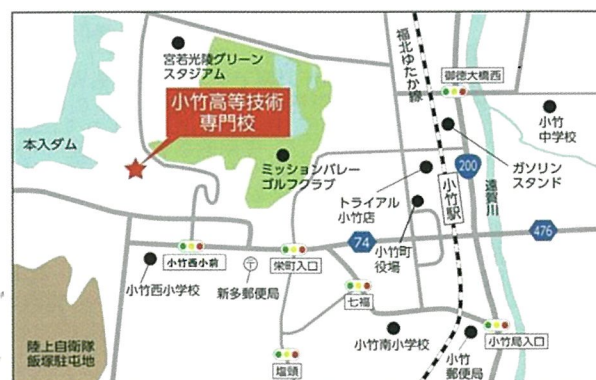 宮若光陵グリーン
スタジアム
小竹高等技術
専門校
本入ダム
ミッションバレー
ゴルフクラブ
福北ゆたか線
御徳大橋西
小竹
中学校
ガソリン
スタンド
200
遠賀川
小竹駅
トライアル
小竹店
小竹町
役場
74
476
小竹西小前
栄町入口
小竹西小学校
新多郵便局
七福
陸上自衛隊
飯塚駐屯地
塩頭
小竹南小学校
小竹局入口
小竹
郵便局